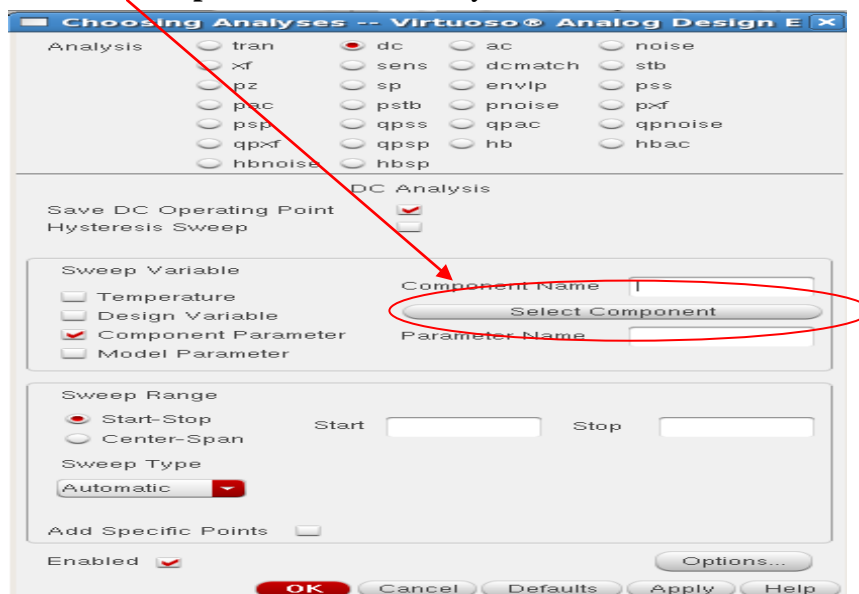 Choosing Analyses -- Virtuoso® Analog Design E
Analysis tran dc ac noise
xf sens dcmatch stb
pz sp envlp pss
pac pstb pnoise pxf
psp qpss qpac qpnoise
qpxf qpsp hb hbac
hbnoise hbsp
DC Analysis
Save DC Operating Point
Hysteresis Sweep
Sweep Variable
Component Name
Temperature
Design Variable
Select Component
Component Parameter
Parameter Name
Model Parameter
Sweep Range
Start-Stop
Start
Stop
Center-Span
Sweep Type
Automatic
Add Specific Points
Enabled
Options...
OK Cancel Defaults Apply Help